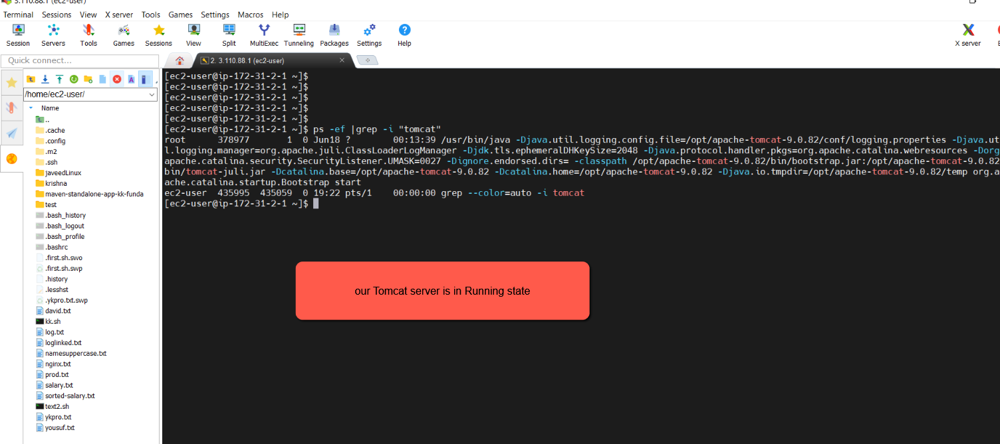 3.110.88.1 (ec2-user)
Terminal Sessions View X server Tools Games Settings Macros Help
Session Servers Tools Games Sessions View Split MultiExec Tunneling Packages Settings Help X server
Quick connect...
2. 3.110.88.1 (ec2-user)
/home/ec2-user/
Name
..
.cache
.config
.m2
.ssh
javeedLinux
krishna
maven-standalone-app-kk-funda
test
.bash_history
.bash_logout
.bash_profile
.bashrc
.first.sh.swo
.first.sh.swp
.history
.lesshst
.ykpro.txt.swp
david.txt
kk.sh
log.txt
loglinked.txt
namesuppercase.txt
nginx.txt
prod.txt
salary.txt
sorted-salary.txt
text2.sh
ykpro.txt
yousuf.txt
[ec2-user@ip-172-31-2-1 ~]$
[ec2-user@ip-172-31-2-1 ~]$
[ec2-user@ip-172-31-2-1 ~]$
[ec2-user@ip-172-31-2-1 ~]$
[ec2-user@ip-172-31-2-1 ~]$
[ec2-user@ip-172-31-2-1 ~]$ ps -ef |grep -i "tomcat"
root 378977 1 0 Jun18 ? 00:13:39 /usr/bin/java -Djava.util.logging.config.file=/opt/apache-tomcat-9.0.82/conf/logging.properties -Djava.ut
l.logging.manager=org.apache.juli.ClassLoaderLogManager -Djdk.tls.ephemeralDHKeySize=2048 -Djava.protocol.handler.pkgs=org.apache.catalina.webresources -Dorg
apache.catalina.security.SecurityListener.UMASK=0027 -Dignore.endorsed.dirs= -classpath /opt/apache-tomcat-9.0.82/bin/bootstrap.jar:/opt/apache-tomcat-9.0.82
bin/tomcat-juli.jar -Dcatalina.base=/opt/apache-tomcat-9.0.82 -Dcatalina.home=/opt/apache-tomcat-9.0.82 -Djava.io.tmpdir=/opt/apache-tomcat-9.0.82/temp org.a
ache.catalina.startup.Bootstrap start
ec2-user 435995 435059 0 19:22 pts/1 00:00:00 grep --color=auto -i tomcat
[ec2-user@ip-172-31-2-1 ~]$
our Tomcat server is in Running state